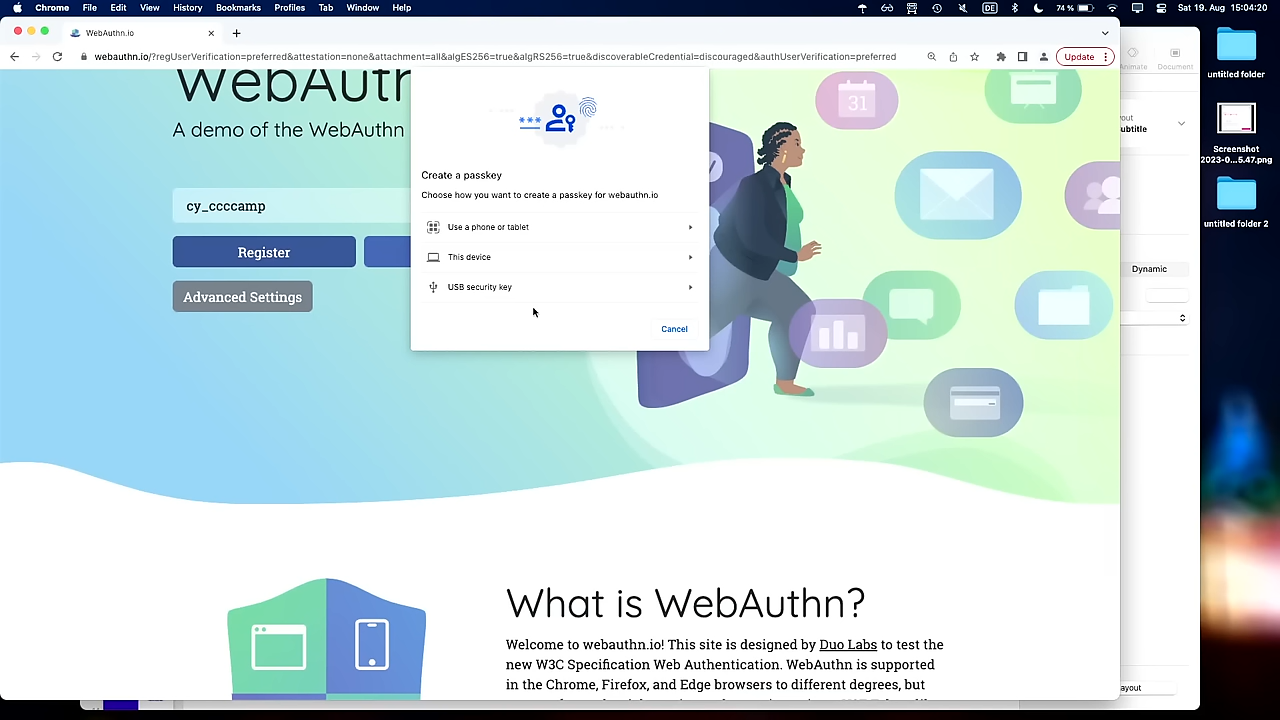 Chrome File Edit View History Bookmarks Profiles Tab Window Help
DE 74 % Sat 19. Aug 15:04:20
WebAuthn.io
webauthn.io/?regUserVerification=preferred&attestation=none&attachment=all&algES256=true&algRS256=true&discoverableCredential=discouraged&authUserVerification=preferred
Update
Animate Document
untitled folder
Screenshot
2023-0...5.47.png
untitled folder 2
WebAuth
A demo of the WebAuthn
cy_ccccamp
Register
Advanced Settings
***
Create a passkey
Choose how you want to create a passkey for webauthn.io
Use a phone or tablet
This device
USB security key
Cancel
31
Dynamic
What is WebAuthn?
Welcome to webauthn.io! This site is designed by Duo Labs to test the
new W3C Specification Web Authentication. WebAuthn is supported
in the Chrome, Firefox, and Edge browsers to different degrees, but